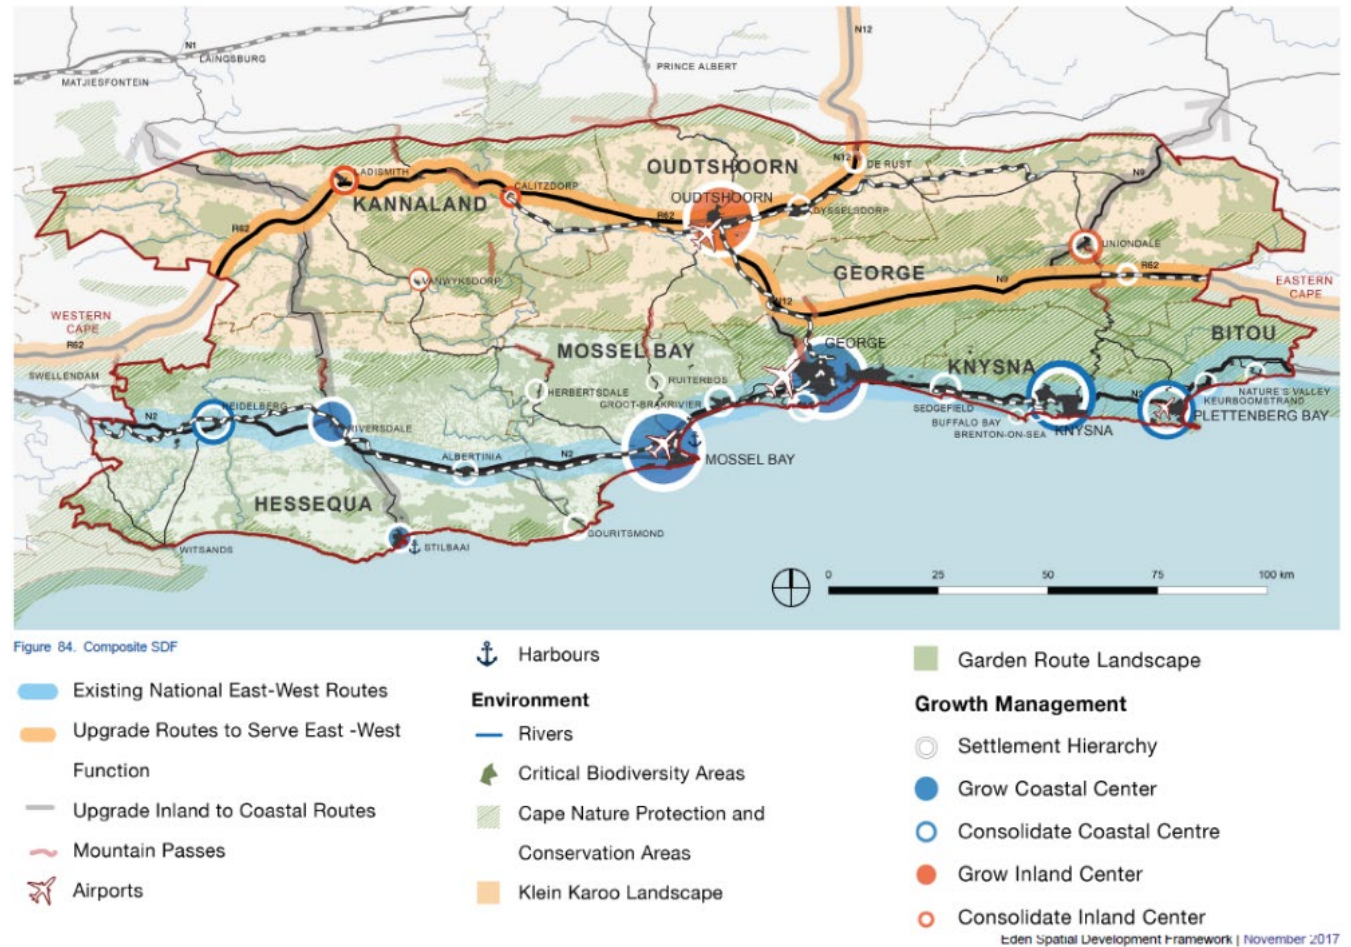 N12
N1
LAINGSBURG
MATJIESFONTEIN
PRINCE ALBERT
OUDTSHOORN
N12
DE RUST
LADISMITH
N9
CALITZDORP
OUDTSHOORN
KANNALAND
R62
DYSSELSDORP
R62
UNIONDALE
GEORGE
R62
VANWYKSDORP
N9
EASTERN
CAPE
N12
WESTERN
CAPE
BITOU
R62
MOSSEL BAY
GEORGE
KNYSNA
SWELLENDAM
RUITERBOS
HERBERTSDALE
NATURE'S VALLEY
GROOT-BRAKRIVIER
N2
KEURBOOMSTRAND
HEIDELBERG
SEDGEFIELD
N2
PLETTENBERG BAY
BUFFALO BAY
RIVERSDALE
BRENTON-ON-SEA
KNYSNA
ALBERTINIA
N2
MOSSEL BAY
HESSEQUA
GOURITSMOND
WITSANDS
STILBAAI
0 25 50 75 100 km
Figure 84. Composite SDF
Existing National East-West Routes
Upgrade Routes to Serve East -West
Function
Upgrade Inland to Coastal Routes
Mountain Passes
Airports
Harbours
Environment
Rivers
Critical Biodiversity Areas
Cape Nature Protection and
Conservation Areas
Klein Karoo Landscape
Garden Route Landscape
Growth Management
Settlement Hierarchy
Grow Coastal Center
Consolidate Coastal Centre
Grow Inland Center
Consolidate Inland Center
Eden Spatial Development Framework | November 2017